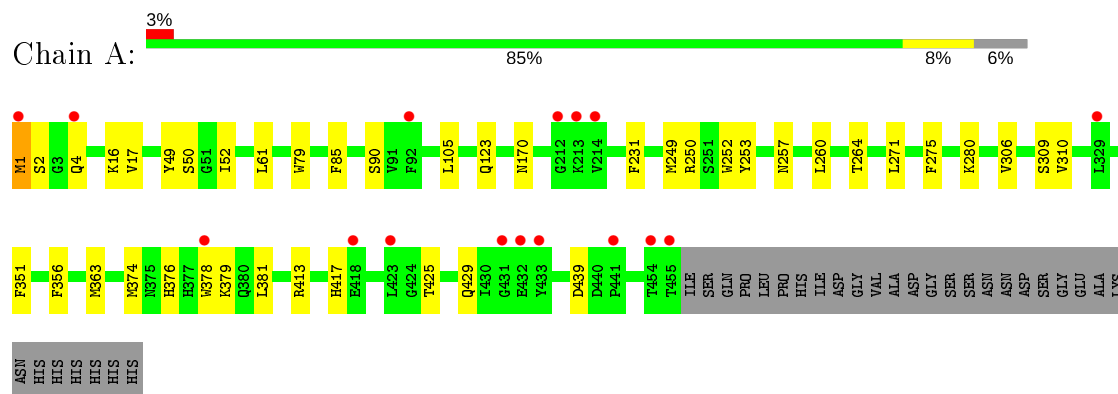 3%
Chain A:
85% 8% 6%
M1 S2 G3 Q4 K16 V17 Y49 S50 G51 I52 L61 W79 F85 S90 V91 F92 L105 Q123 N170 G212 K213 V214 F231 M249 R250 S251 W252 Y253 N257 L260 T264 L271 F275 K280 V306 S309 V310 L329
F351 F356 M363 M374 N375 H376 H377 W378 K379 Q380 L381 R413 H417 E418 L423 G424 T425 Q429 I430 G431 E432 Y433 D439 D440 P441 T454 T455 ILE SER GLN PRO LEU PRO HIS ILE ASP GLY VAL ALA ASP GLY SER SER ASN ASN ASP SER GLY GLU ALA LYS
ASN HIS HIS HIS HIS HIS HIS